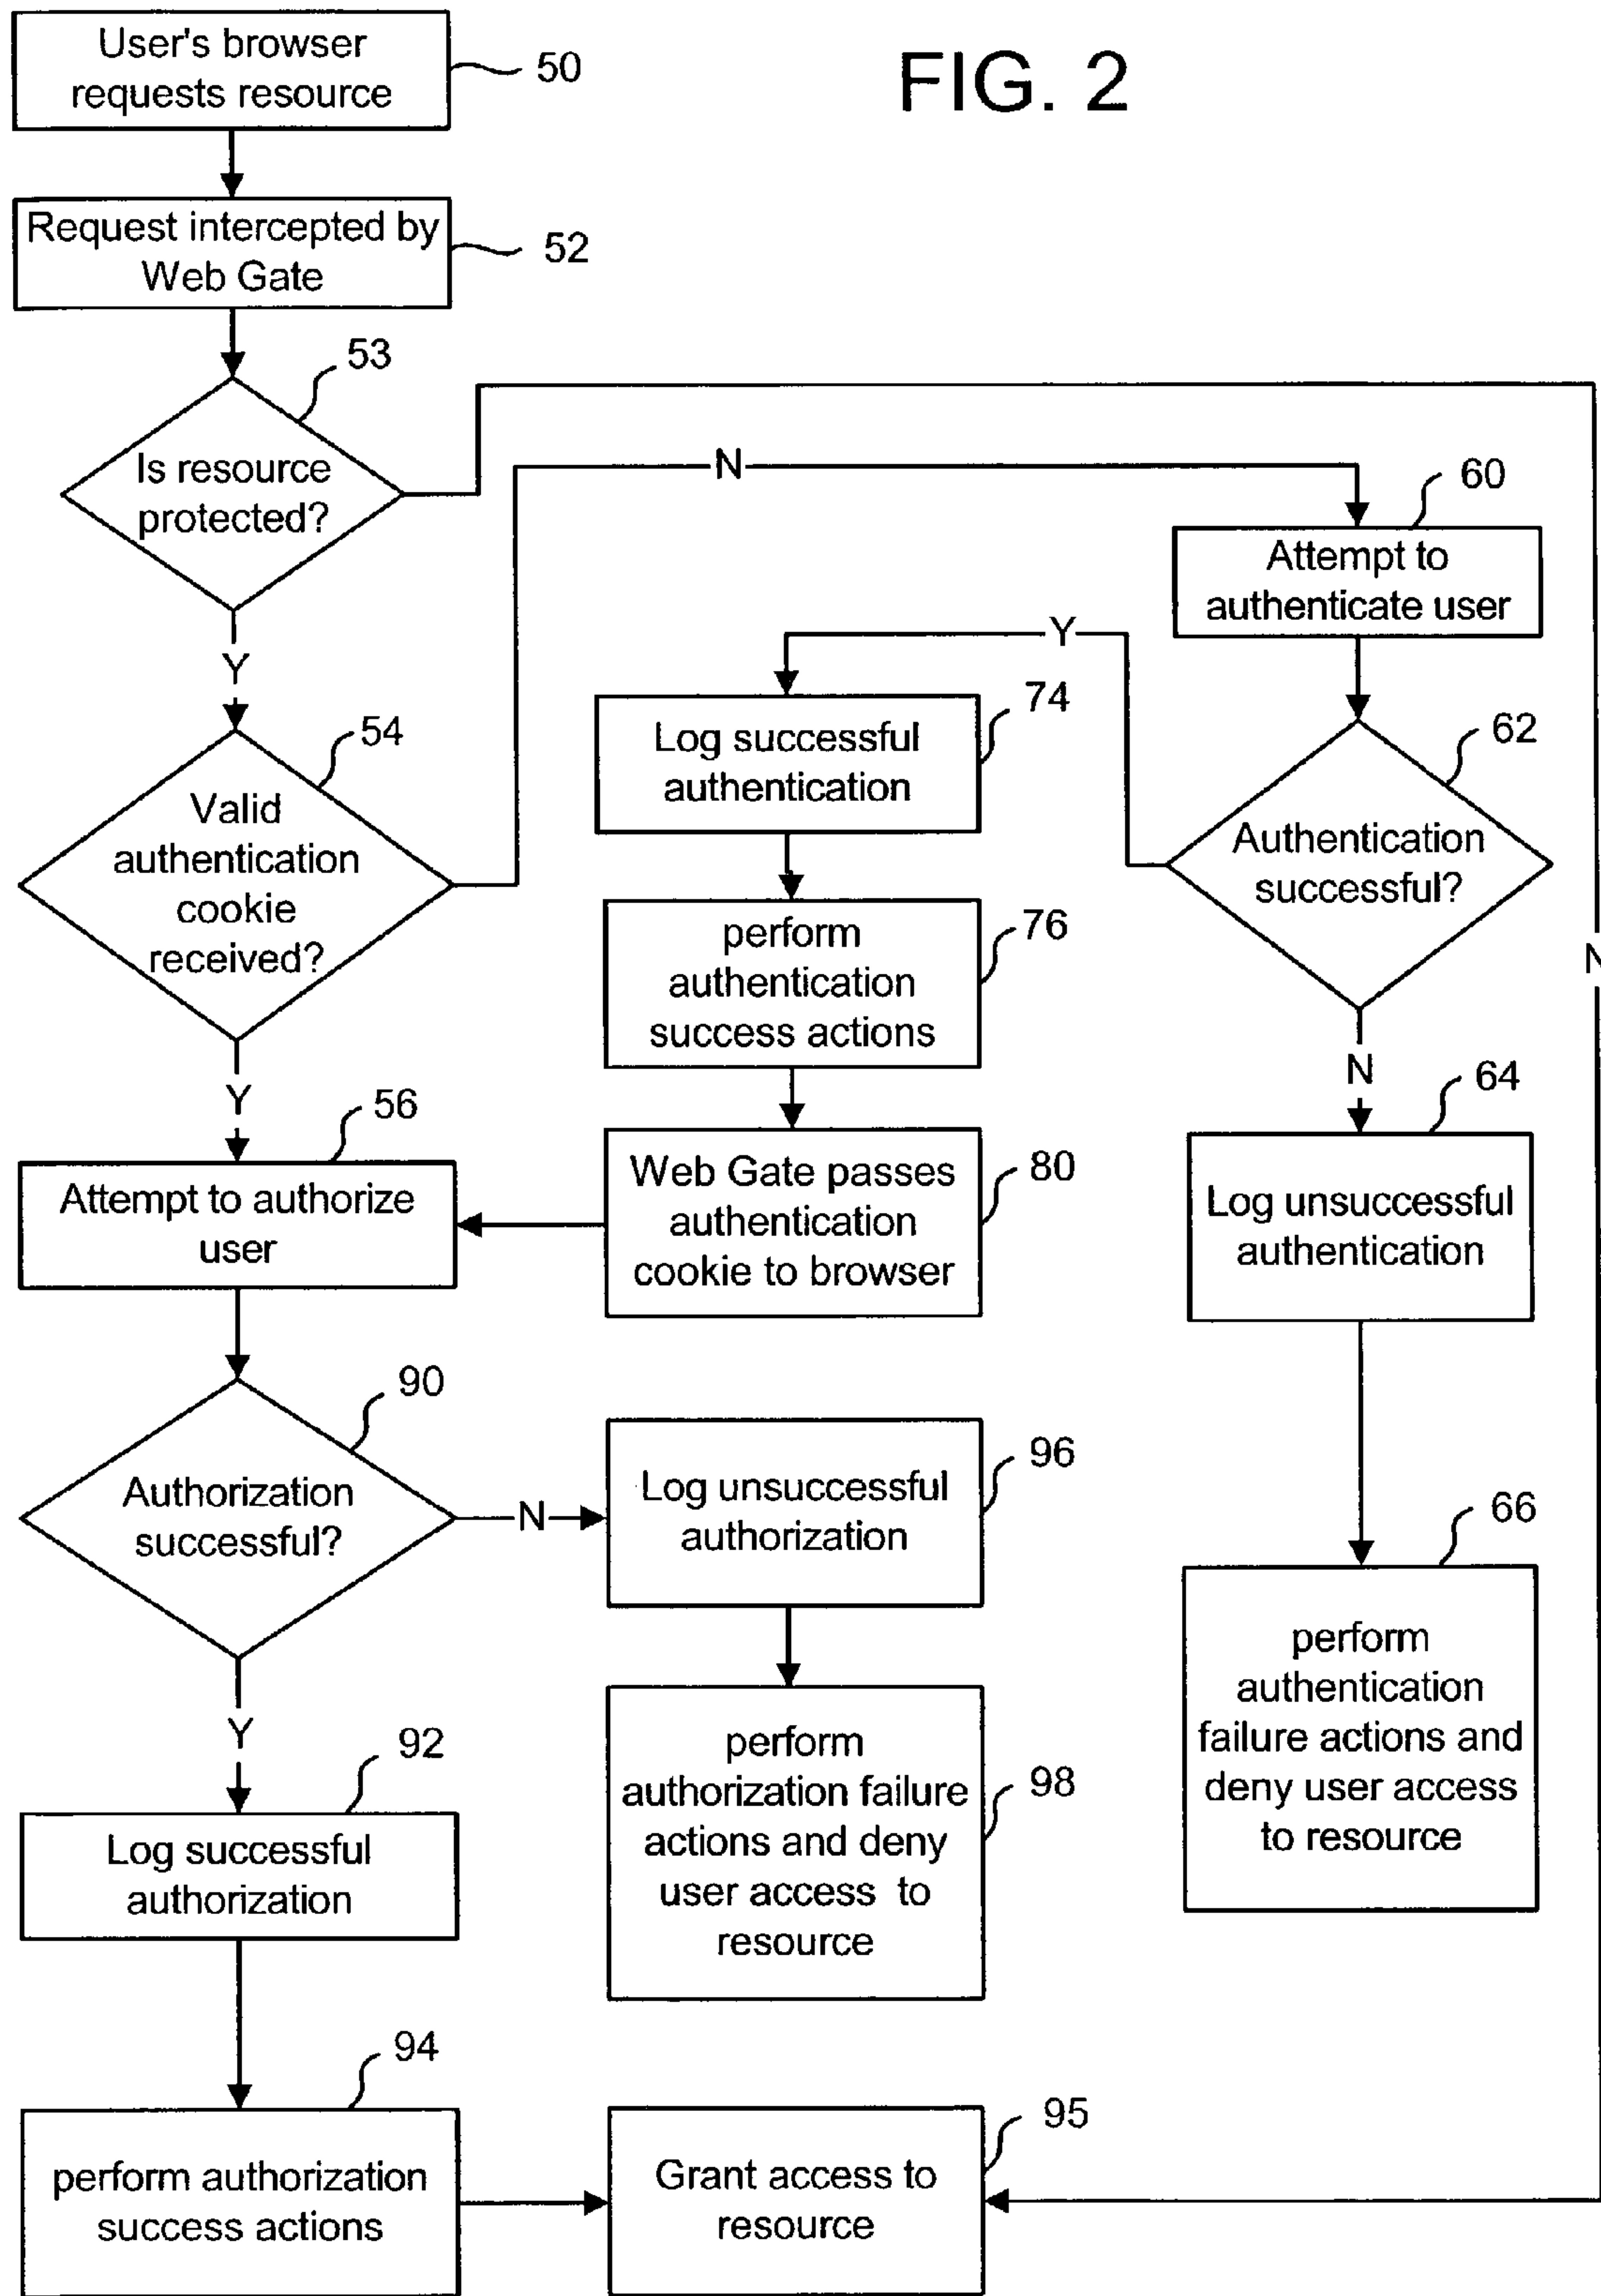 FIG. 2
User's browser
requests resource
50
Request intercepted by
Web Gate
52
53
Is resource
protected?
N
Y
54
Valid
authentication
cookie
received?
N
Y
60
Attempt to
authenticate user
62
Authentication
successful?
Y
N
74
Log successful
authentication
76
perform
authentication
success actions
80
Web Gate passes
authentication
cookie to browser
64
Log unsuccessful
authentication
66
perform
authentication
failure actions and
deny user access
to resource
56
Attempt to authorize
user
90
Authorization
successful?
N
Y
96
Log unsuccessful
authorization
98
perform
authorization failure
actions and deny
user access to
resource
92
Log successful
authorization
94
perform authorization
success actions
95
Grant access to
resource